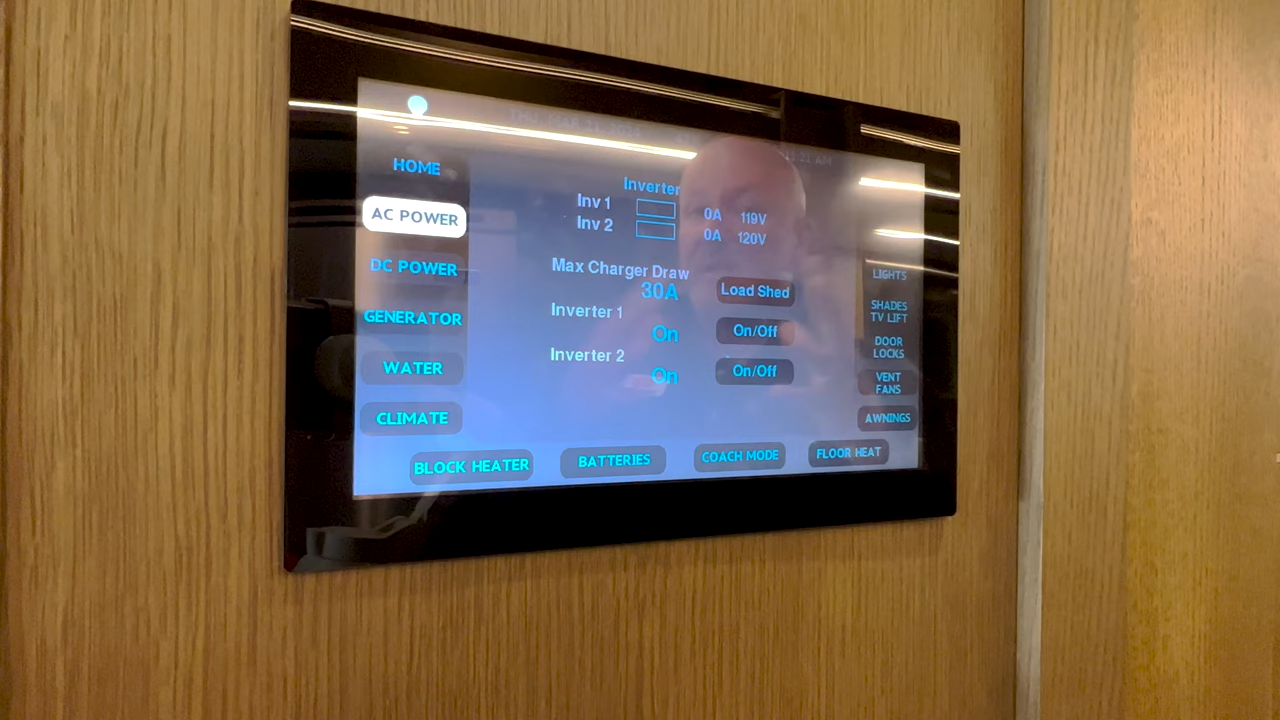 HOME
AC POWER
DC POWER
GENERATOR
WATER
CLIMATE
Inverter
Inv 1 0A 119V
Inv 2 0A 120V
Max Charger Draw
30A Load Shed
Inverter 1
On On/Off
Inverter 2
On On/Off
LIGHTS
SHADES
TV LIFT
DOOR
LOCKS
VENT
FANS
AWNINGS
BLOCK HEATER BATTERIES COACH MODE FLOOR HEAT